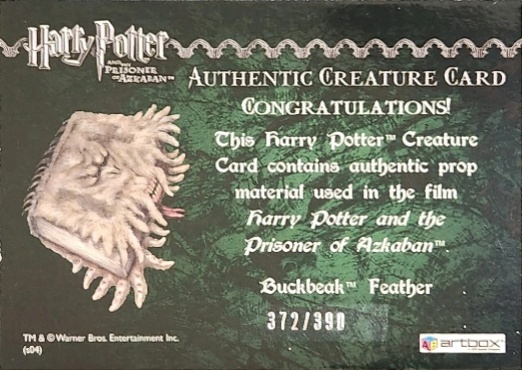 Harry Potter
AND THE
PRISONER
OF AZKABAN™
AUTHENTIC CREATURE CARD
CONGRATULATIONS!
This Harry Potter™ Creature
Card contains authentic prop
material used in the film
Harry Potter and the
Prisoner of Azkaban™
Buckbeak™ Feather
372/390
TM & © Warner Bros. Entertainment Inc.
(s04)
artbox